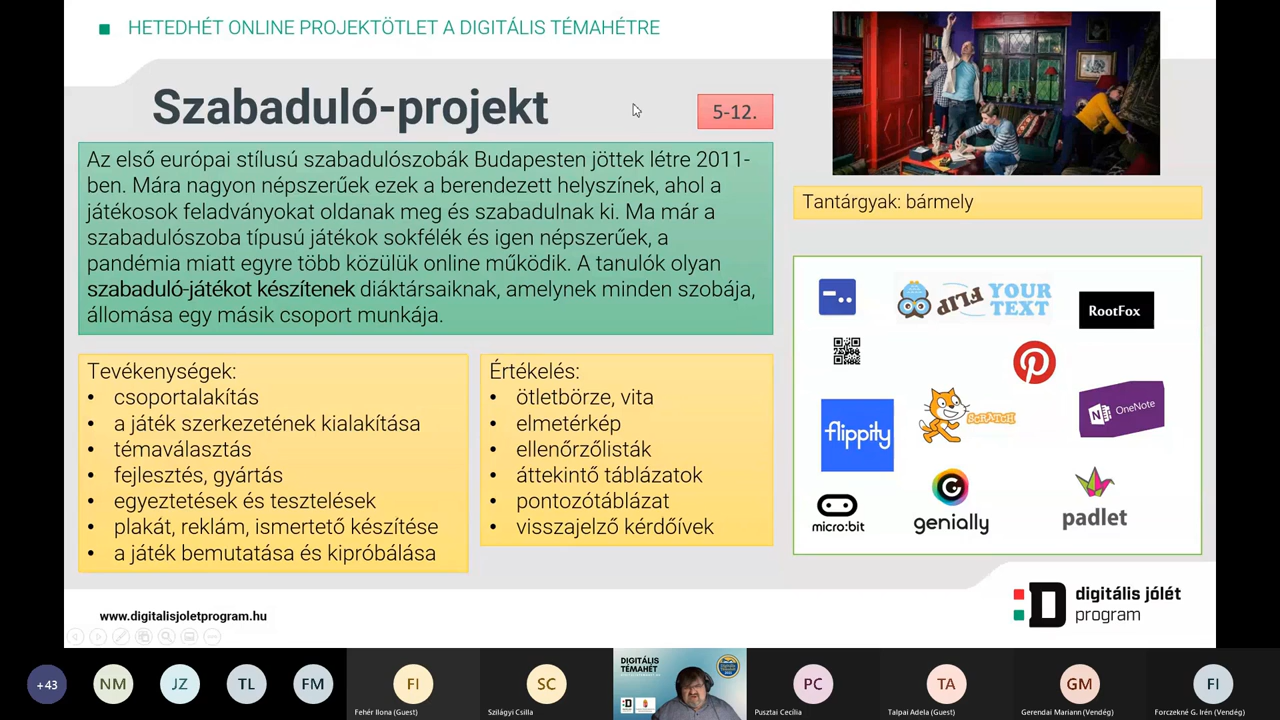 HETEDHÉT ONLINE PROJEKTÖTLET A DIGITÁLIS TÉMAHÉTRE
Szabaduló-projekt
5-12.
Az első európai stílusú szabadulószobák Budapesten jöttek létre 2011-
ben. Mára nagyon népszerűek ezek a berendezett helyszínek, ahol a
játékosok feladványokat oldanak meg és szabadulnak ki. Ma már a
szabadulószoba típusú játékok sokfélék és igen népszerűek, a
pandémia miatt egyre több közülük online működik. A tanulók olyan
szabaduló-játékot készítenek diáktársaiknak, amelynek minden szobája,
állomása egy másik csoport munkája.
Tantárgyak: bármely
Tevékenységek:
• csoportalakítás
• a játék szerkezetének kialakítása
• témaválasztás
• fejlesztés, gyártás
• egyeztetések és tesztelések
• plakát, reklám, ismertető készítése
• a játék bemutatása és kipróbálása
Értékelés:
• ötletbörze, vita
• elmetérkép
• ellenőrzőlisták
• áttekintő táblázatok
• pontozótáblázat
• visszajelző kérdőívek
FLIP YOUR TEXT
RootFox
flippity
SCRATCH
OneNote
micro:bit
genially
padlet
www.digitalisjoletprogram.hu
digitális jólét
program
+43
NM
JZ
TL
FM
FI
Fehér Ilona (Guest)
SC
Szilágyi Csilla
DIGITÁLIS
TÉMAHÉT
PC
Pusztai Cecília
TA
Talpai Adela (Guest)
GM
Gerendai Mariann (Vendég)
FI
Forczekné G. Irén (Vendég)